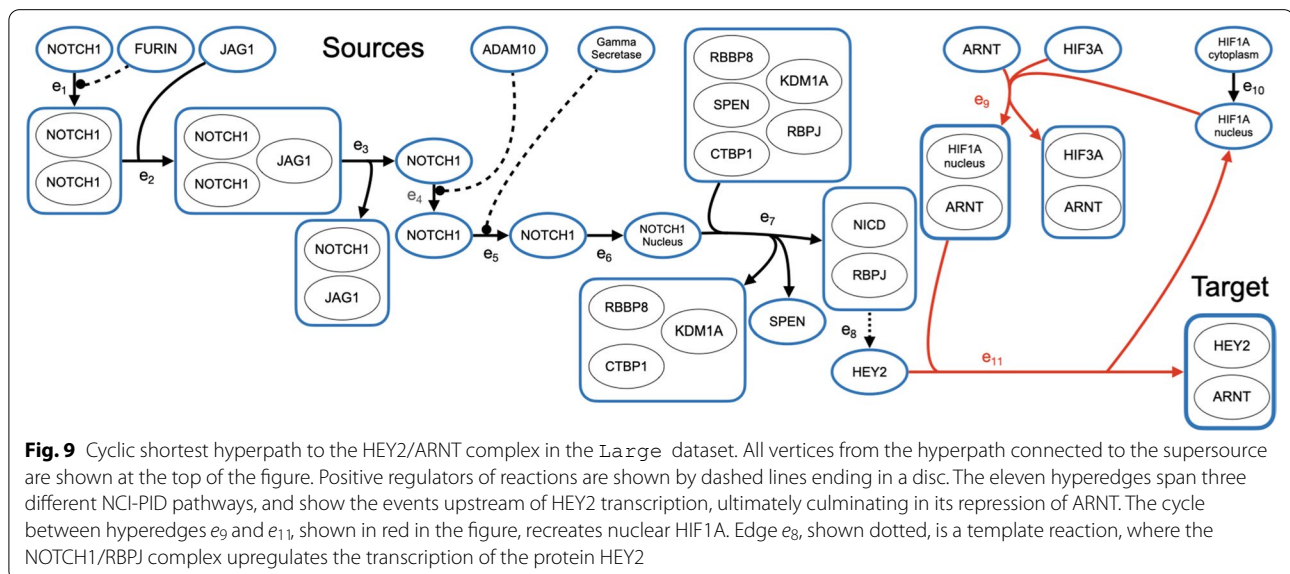 Sources
NOTCH1
FURIN
JAG1
ADAM10
Gamma
Secretase
RBBP8
KDM1A
SPEN
RBPJ
CTBP1
ARNT
HIF3A
HIF1A
cytoplasm
e1
e9
e10
NOTCH1
NOTCH1
e2
NOTCH1
JAG1
NOTCH1
e3
NOTCH1
e4
HIF1A
nucleus
HIF1A
nucleus
ARNT
HIF3A
ARNT
NOTCH1
JAG1
NOTCH1
e5
NOTCH1
e6
NOTCH1
Nucleus
e7
NICD
RBPJ
RBBP8
KDM1A
CTBP1
SPEN
e8
HEY2
e11
Target
HEY2
ARNT
Fig. 9 Cyclic shortest hyperpath to the HEY2/ARNT complex in the Large dataset. All vertices from the hyperpath connected to the supersource
are shown at the top of the figure. Positive regulators of reactions are shown by dashed lines ending in a disc. The eleven hyperedges span three
different NCI-PID pathways, and show the events upstream of HEY2 transcription, ultimately culminating in its repression of ARNT. The cycle
between hyperedges e9 and e11, shown in red in the figure, recreates nuclear HIF1A. Edge e8, shown dotted, is a template reaction, where the
NOTCH1/RBPJ complex upregulates the transcription of the protein HEY2